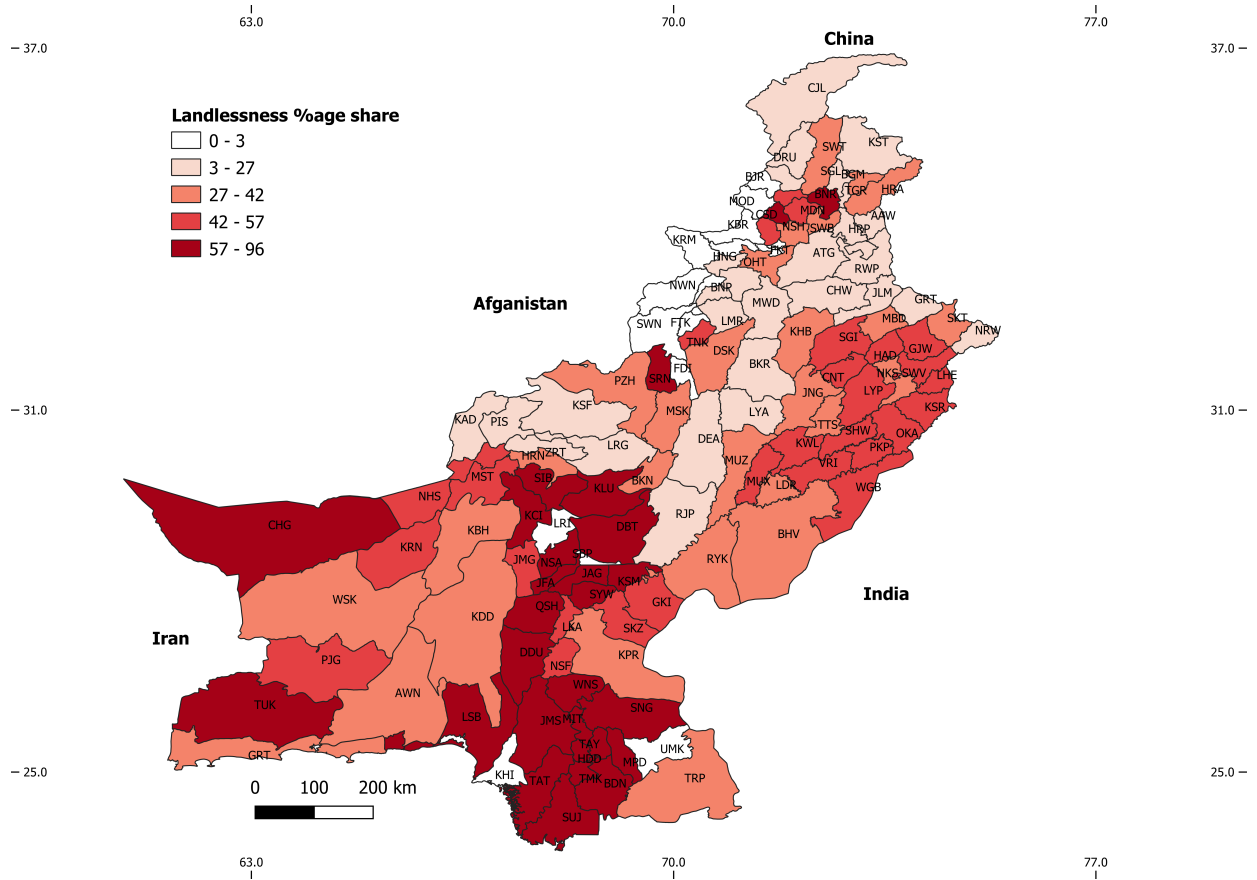 63.0
70.0
77.0
37.0
37.0
China
Landlessness %age share
0 - 3
3 - 27
27 - 42
42 - 57
57 - 96
CJL
SWT
KST
DRU
SGL
BGM
BJR
TGR
HRA
BNR
MOD
MDN
CSD
AAW
KBR
NSH
SWB
HRP
KRM
FKT
ATG
HNG
OHT
RWP
NWN
BNP
CHW
JLM
GRT
Afganistan
MWD
SWN
FTK
LMR
KHB
MBD
SKT
NRW
TNK
DSK
SGI
HAD
GJW
FDI
BKR
SRN
PZH
CNT
NKS
SWV
LHE
JNG
LYP
31.0
31.0
KSF
MSK
LYA
KSR
KAD
PIS
TTS
SHW
OKA
DEA
KWL
PKP
LRG
HRN
ZRT
MUZ
VRI
MST
SIB
BKN
MUX
LDR
WGB
KLU
NHS
KCI
LRI
DBT
RJP
CHG
KBH
BHV
KRN
JMG
NSA
SBP
RYK
JAG
JFA
KSM
WSK
QSH
SYW
GKI
India
KDD
LKA
SKZ
Iran
DDU
KPR
PJG
NSF
AWN
WNS
TUK
SNG
LSB
JMS
MIT
TAY
UMK
GRT
HDD
MPD
25.0
25.0
KHI
TAT
TMK
BDN
TRP
0
100
200 km
SUJ
63.0
70.0
77.0